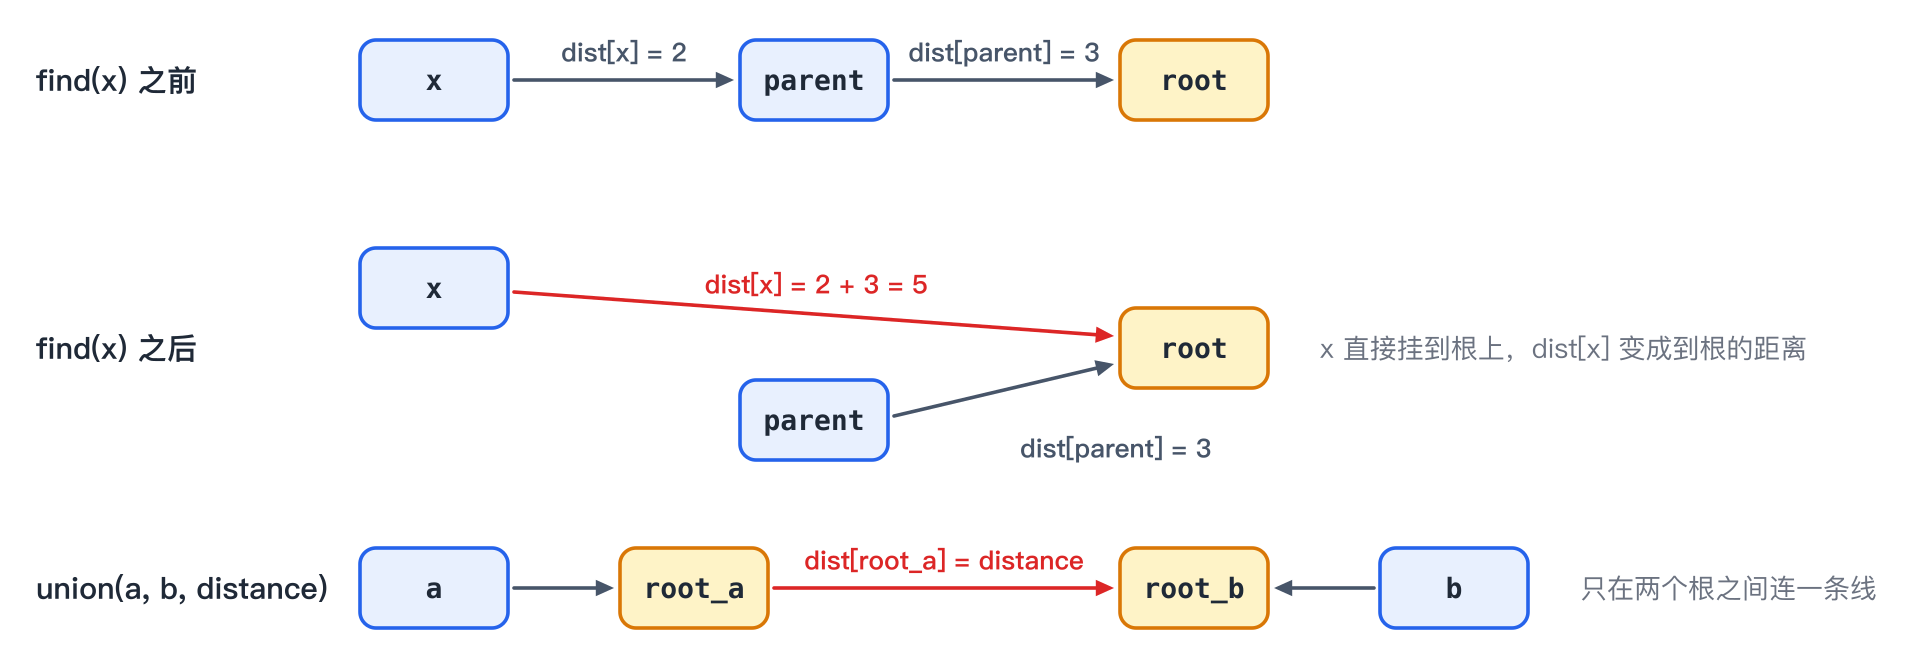 find(x) 之前
x
dist[x] = 2
parent
dist[parent] = 3
root
find(x) 之后
x
dist[x] = 2 + 3 = 5
root
x 直接挂到根上，dist[x] 变成到根的距离
parent
dist[parent] = 3
union(a, b, distance)
a
root_a
dist[root_a] = distance
root_b
b
只在两个根之间连一条线